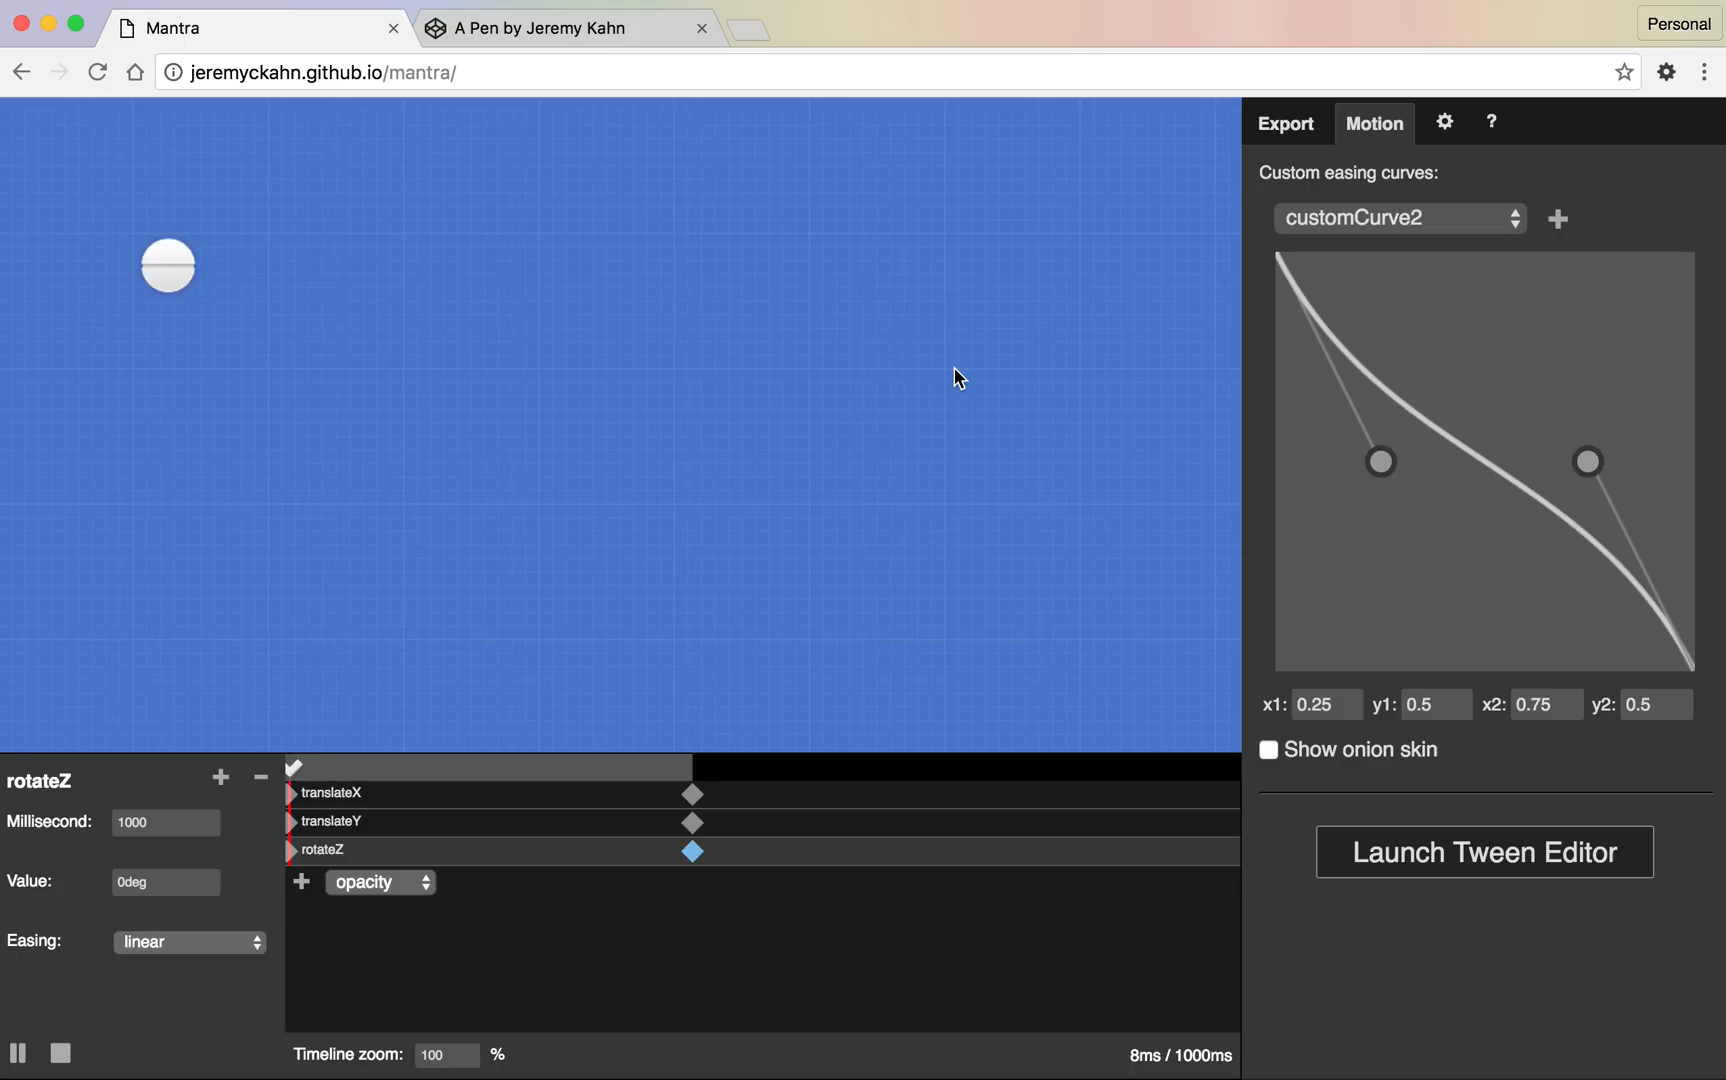 Mantra
A Pen by Jeremy Kahn
Personal
jeremyckahn.github.io/mantra/
Export
Motion
?
Custom easing curves:
customCurve2
x1: 0.25 y1: 0.5 x2: 0.75 y2: 0.5
Show onion skin
Launch Tween Editor
rotateZ
Millisecond: 1000
Value: 0deg
Easing: linear
translateX
translateY
rotateZ
opacity
Timeline zoom: 100 %
8ms / 1000ms